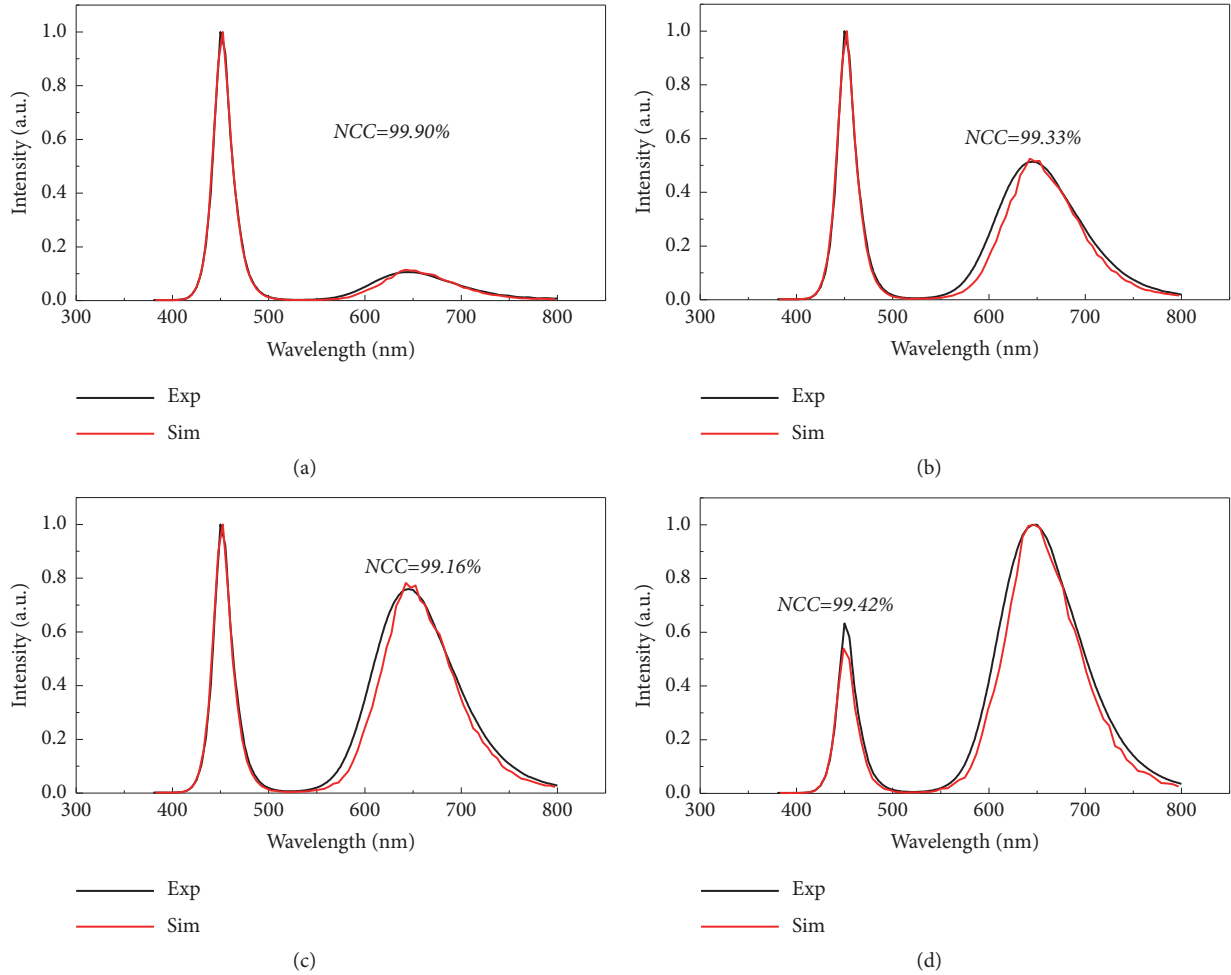 1.0
0.8
0.6
0.4
0.2
0.0
Intensity (a.u.)
NCC=99.90%
300 400 500 600 700 800
Wavelength (nm)
Exp
Sim
(a)
1.0
0.8
0.6
0.4
0.2
0.0
Intensity (a.u.)
NCC=99.33%
300 400 500 600 700 800
Wavelength (nm)
Exp
Sim
(b)
1.0
0.8
0.6
0.4
0.2
0.0
Intensity (a.u.)
NCC=99.16%
300 400 500 600 700 800
Wavelength (nm)
Exp
Sim
(c)
1.0
0.8
0.6
0.4
0.2
0.0
Intensity (a.u.)
NCC=99.42%
300 400 500 600 700 800
Wavelength (nm)
Exp
Sim
(d)